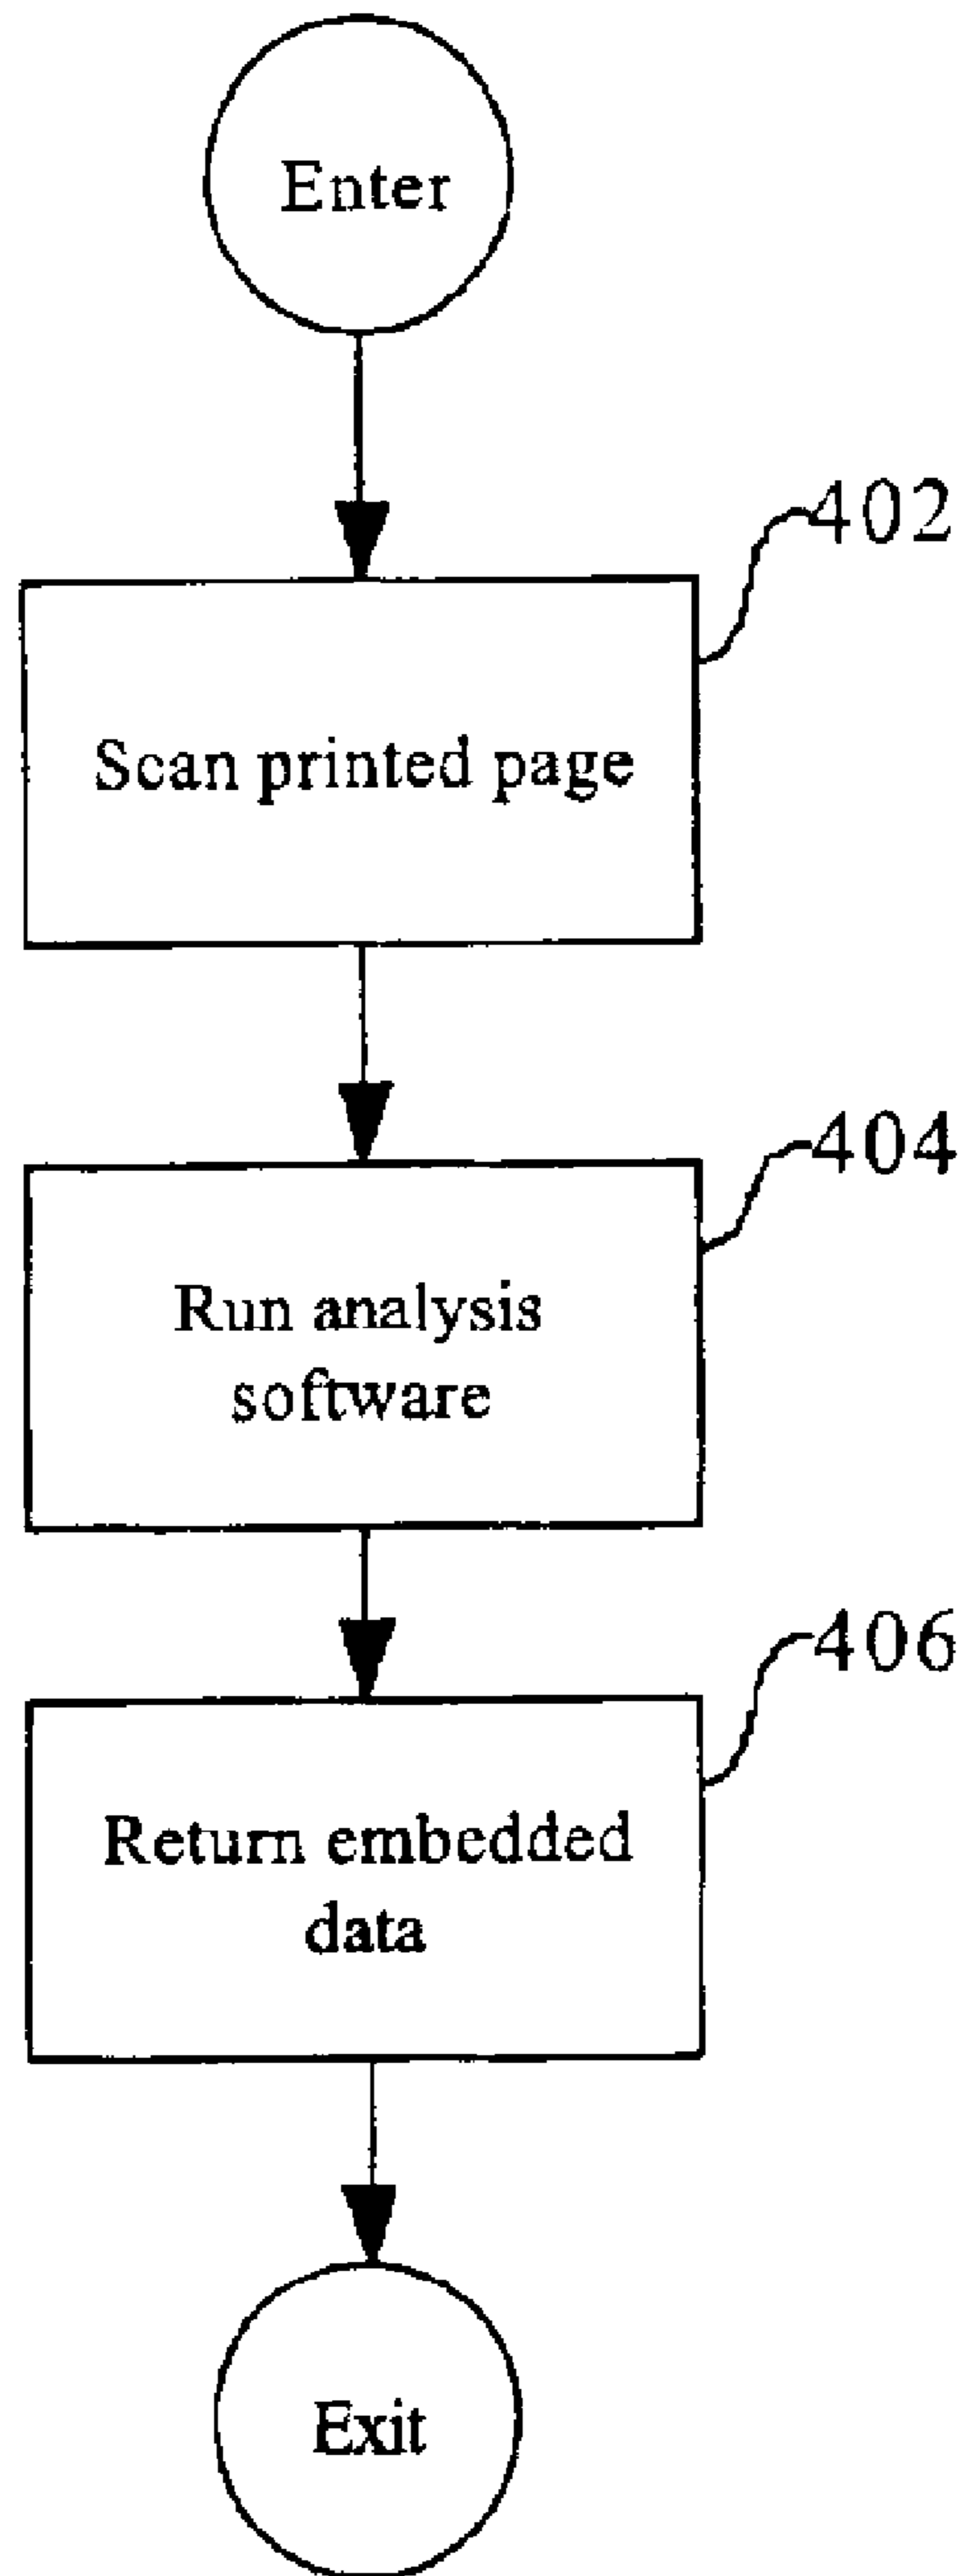 Enter
402
Scan printed page
404
Run analysis
software
406
Return embedded
data
Exit